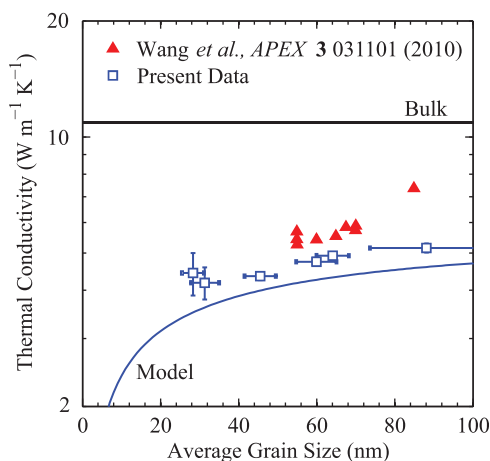 20
Wang et al., APEX 3 031101 (2010)
Present Data
Bulk
10
Thermal Conductivity (W m⁻¹ K⁻¹)
Model
2
0 20 40 60 80 100
Average Grain Size (nm)